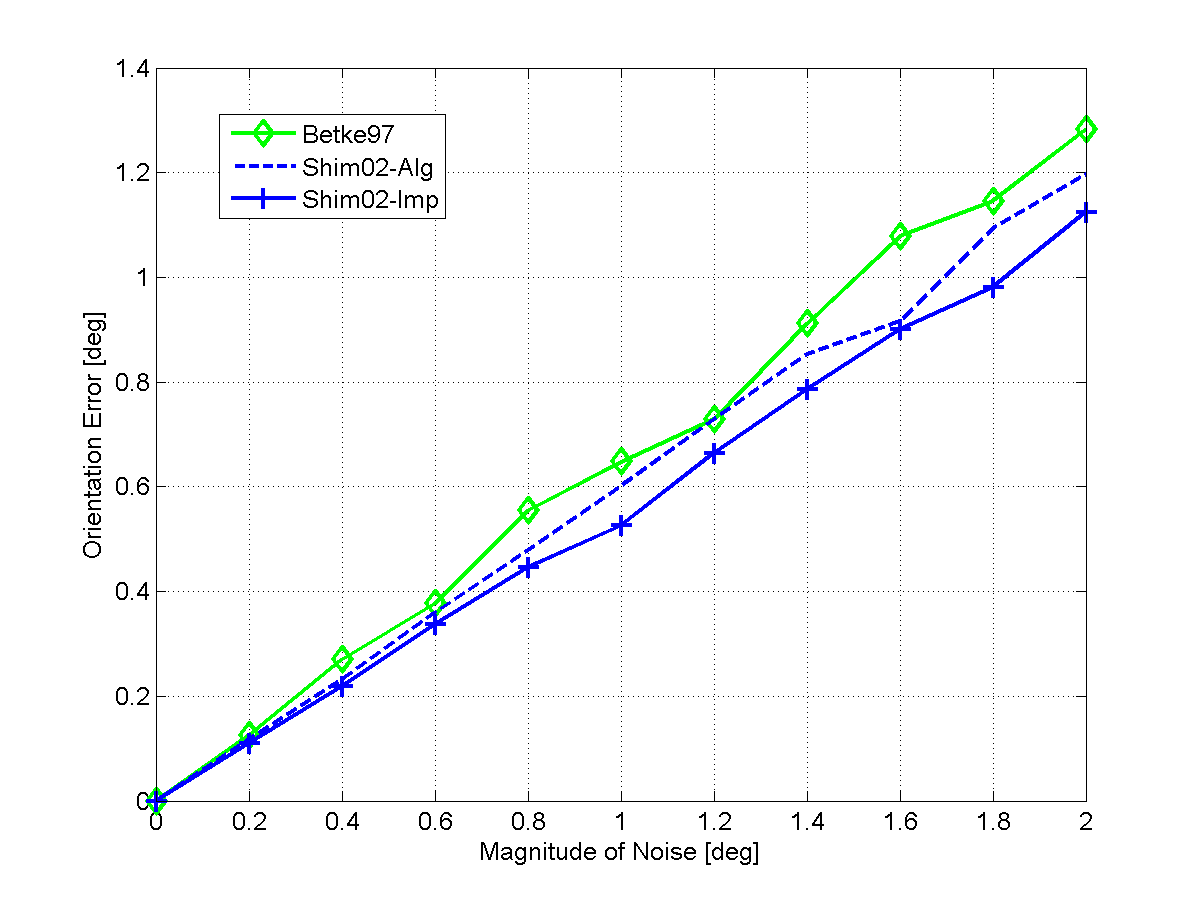 1.4
1.2
1
0.8
0.6
0.4
0.2
0
Orientation Error [deg]
Betke97
Shim02-Alg
Shim02-Imp
0 0.2 0.4 0.6 0.8 1 1.2 1.4 1.6 1.8 2
Magnitude of Noise [deg]